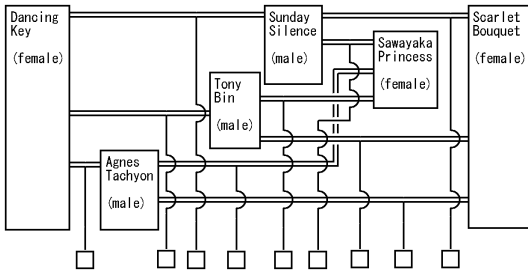 Dancing
Key
(female)
Sunday
Silence
(male)
Scarlet
Bouquet
(female)
Sawayaka
Princess
(female)
Tony
Bin
(male)
Agnes
Tachyon
(male)